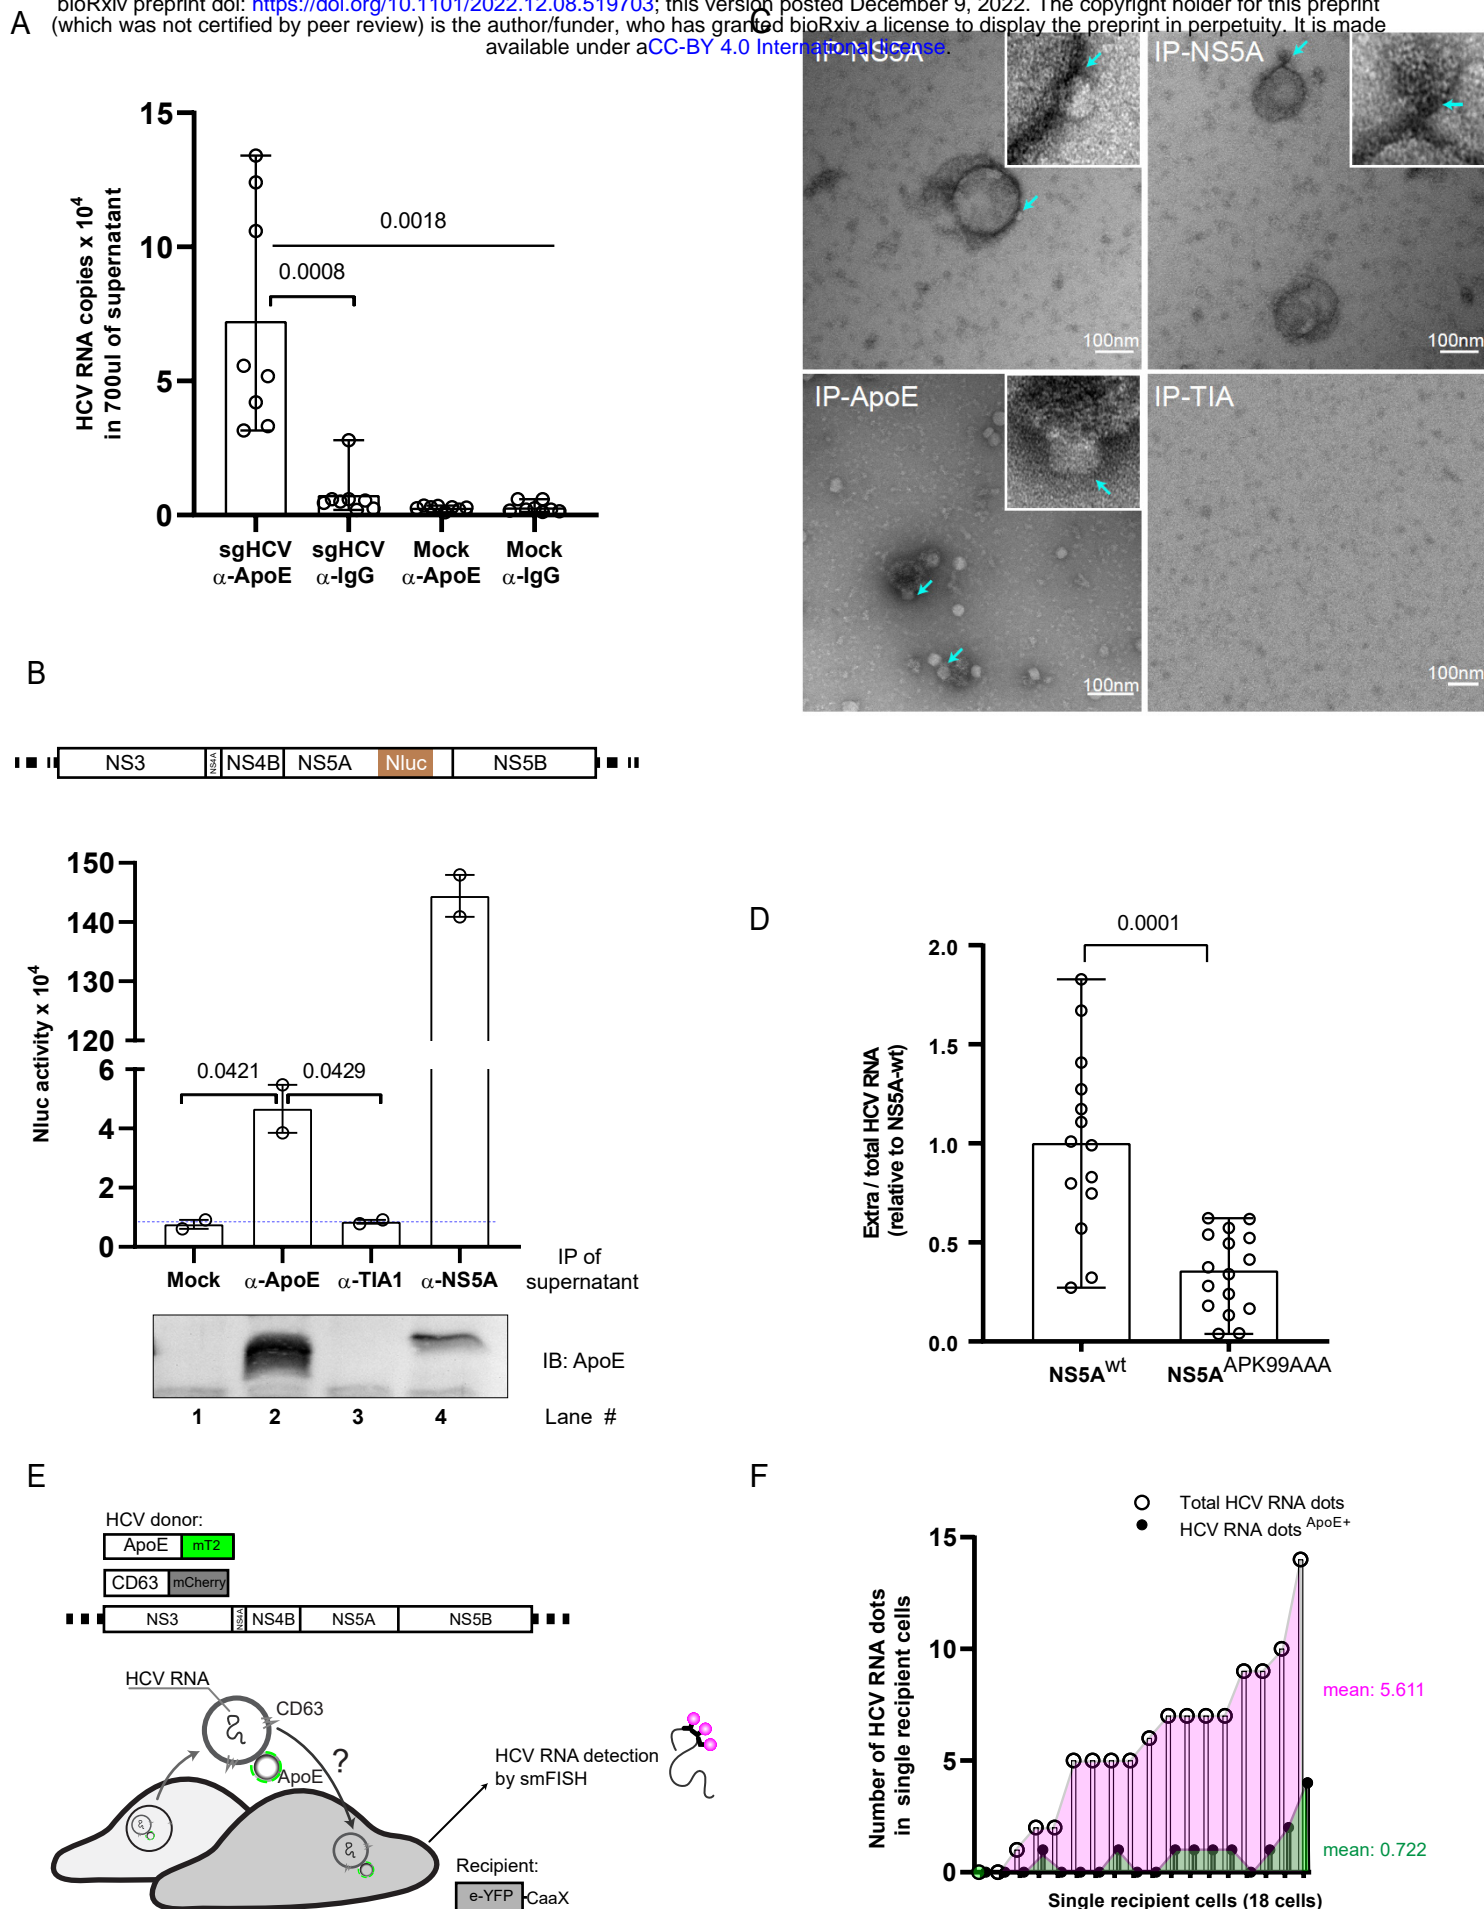 bioRxiv preprint doi: https://doi.org/10.1101/2022.12.08.519703; this version posted December 9, 2022. The copyright holder for this preprint
(which was not certified by peer review) is the author/funder, who has granted bioRxiv a license to display the preprint in perpetuity. It is made
available under aCC-BY 4.0 International license.
A
15
10
5
0
HCV RNA copies x 10⁴
in 700ul of supernatant
0.0018
0.0008
sgHCV
α-ApoE
sgHCV
α-IgG
Mock
α-ApoE
Mock
α-IgG
C
IP-NS5A
100nm
IP-NS5A
100nm
IP-ApoE
100nm
IP-TIA
100nm
B
NS3
NS4A
NS4B
NS5A
Nluc
NS5B
150
140
130
120
6
4
2
0
Nluc activity x 10⁴
0.0421
0.0429
Mock
α-ApoE
α-TIA1
α-NS5A
IP of
supernatant
IB: ApoE
1
2
3
4
Lane #
D
2.0
1.5
1.0
0.5
0.0
Extra / total HCV RNA
(relative to NS5A-wt)
0.0001
NS5A^wt
NS5A^APK99AAA
E
HCV donor:
ApoE
mT2
CD63
mCherry
NS3
NS4A
NS4B
NS5A
NS5B
HCV RNA
CD63
ApoE
?
HCV RNA detection
by smFISH
Recipient:
e-YFP
CaaX
F
Total HCV RNA dots
HCV RNA dots ^ApoE+
15
10
5
0
Number of HCV RNA dots
in single recipient cells
mean: 5.611
mean: 0.722
Single recipient cells (18 cells)